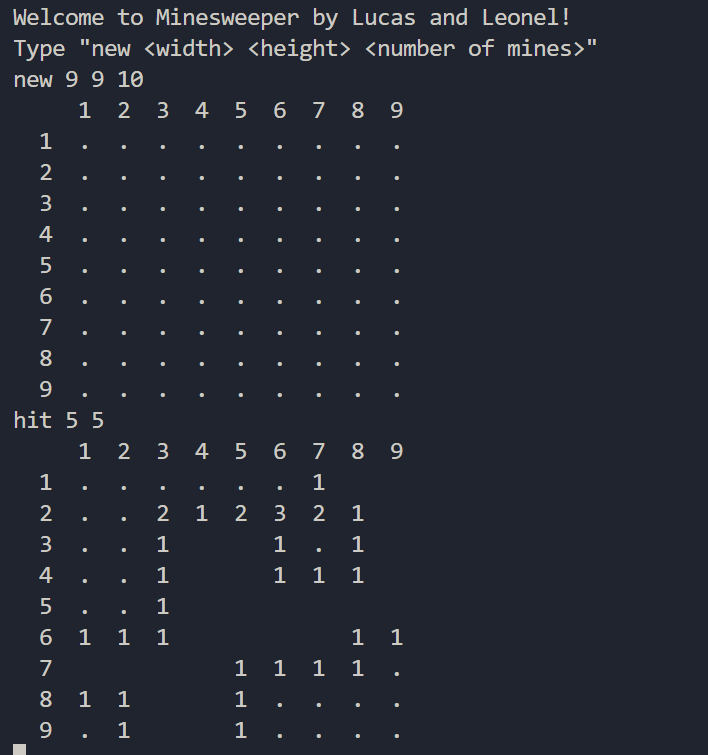 Welcome to Minesweeper by Lucas and Leonel!
Type "new <width> <height> <number of mines>"
new 9 9 10
     1  2  3  4  5  6  7  8  9
  1  .  .  .  .  .  .  .  .  .
  2  .  .  .  .  .  .  .  .  .
  3  .  .  .  .  .  .  .  .  .
  4  .  .  .  .  .  .  .  .  .
  5  .  .  .  .  .  .  .  .  .
  6  .  .  .  .  .  .  .  .  .
  7  .  .  .  .  .  .  .  .  .
  8  .  .  .  .  .  .  .  .  .
  9  .  .  .  .  .  .  .  .  .
hit 5 5
     1  2  3  4  5  6  7  8  9
  1  .  .  .  .  .  .  1
  2  .  .  2  1  2  3  2  1
  3  .  .  1        1  .  1
  4  .  .  1        1  1  1
  5  .  .  1
  6  1  1  1              1  1
  7              1  1  1  1  .
  8  1  1        1  .  .  .  .
  9  .  1        1  .  .  .  .